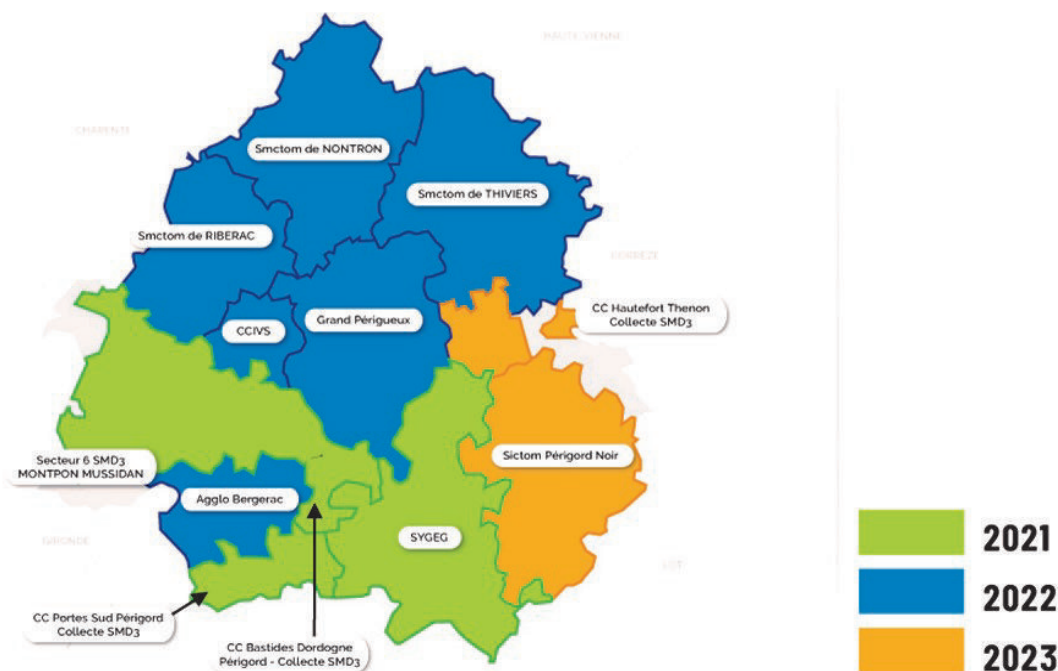 HAUTE-VIENNE
CHARENTE
Smctom de NONTRON
Smctom de THIVIERS
Smctom de RIBERAC
CORREZE
CC Hautefort Thenon
Collecte SMD3
Grand Périgueux
CCIVS
Secteur 6 SMD3
MONTPON MUSSIDAN
Sictom Périgord Noir
Agglo Bergerac
SYGEG
GIRONDE
LOT
CC Portes Sud Périgord
Collecte SMD3
CC Bastides Dordogne
Périgord - Collecte SMD3
2021
2022
2023